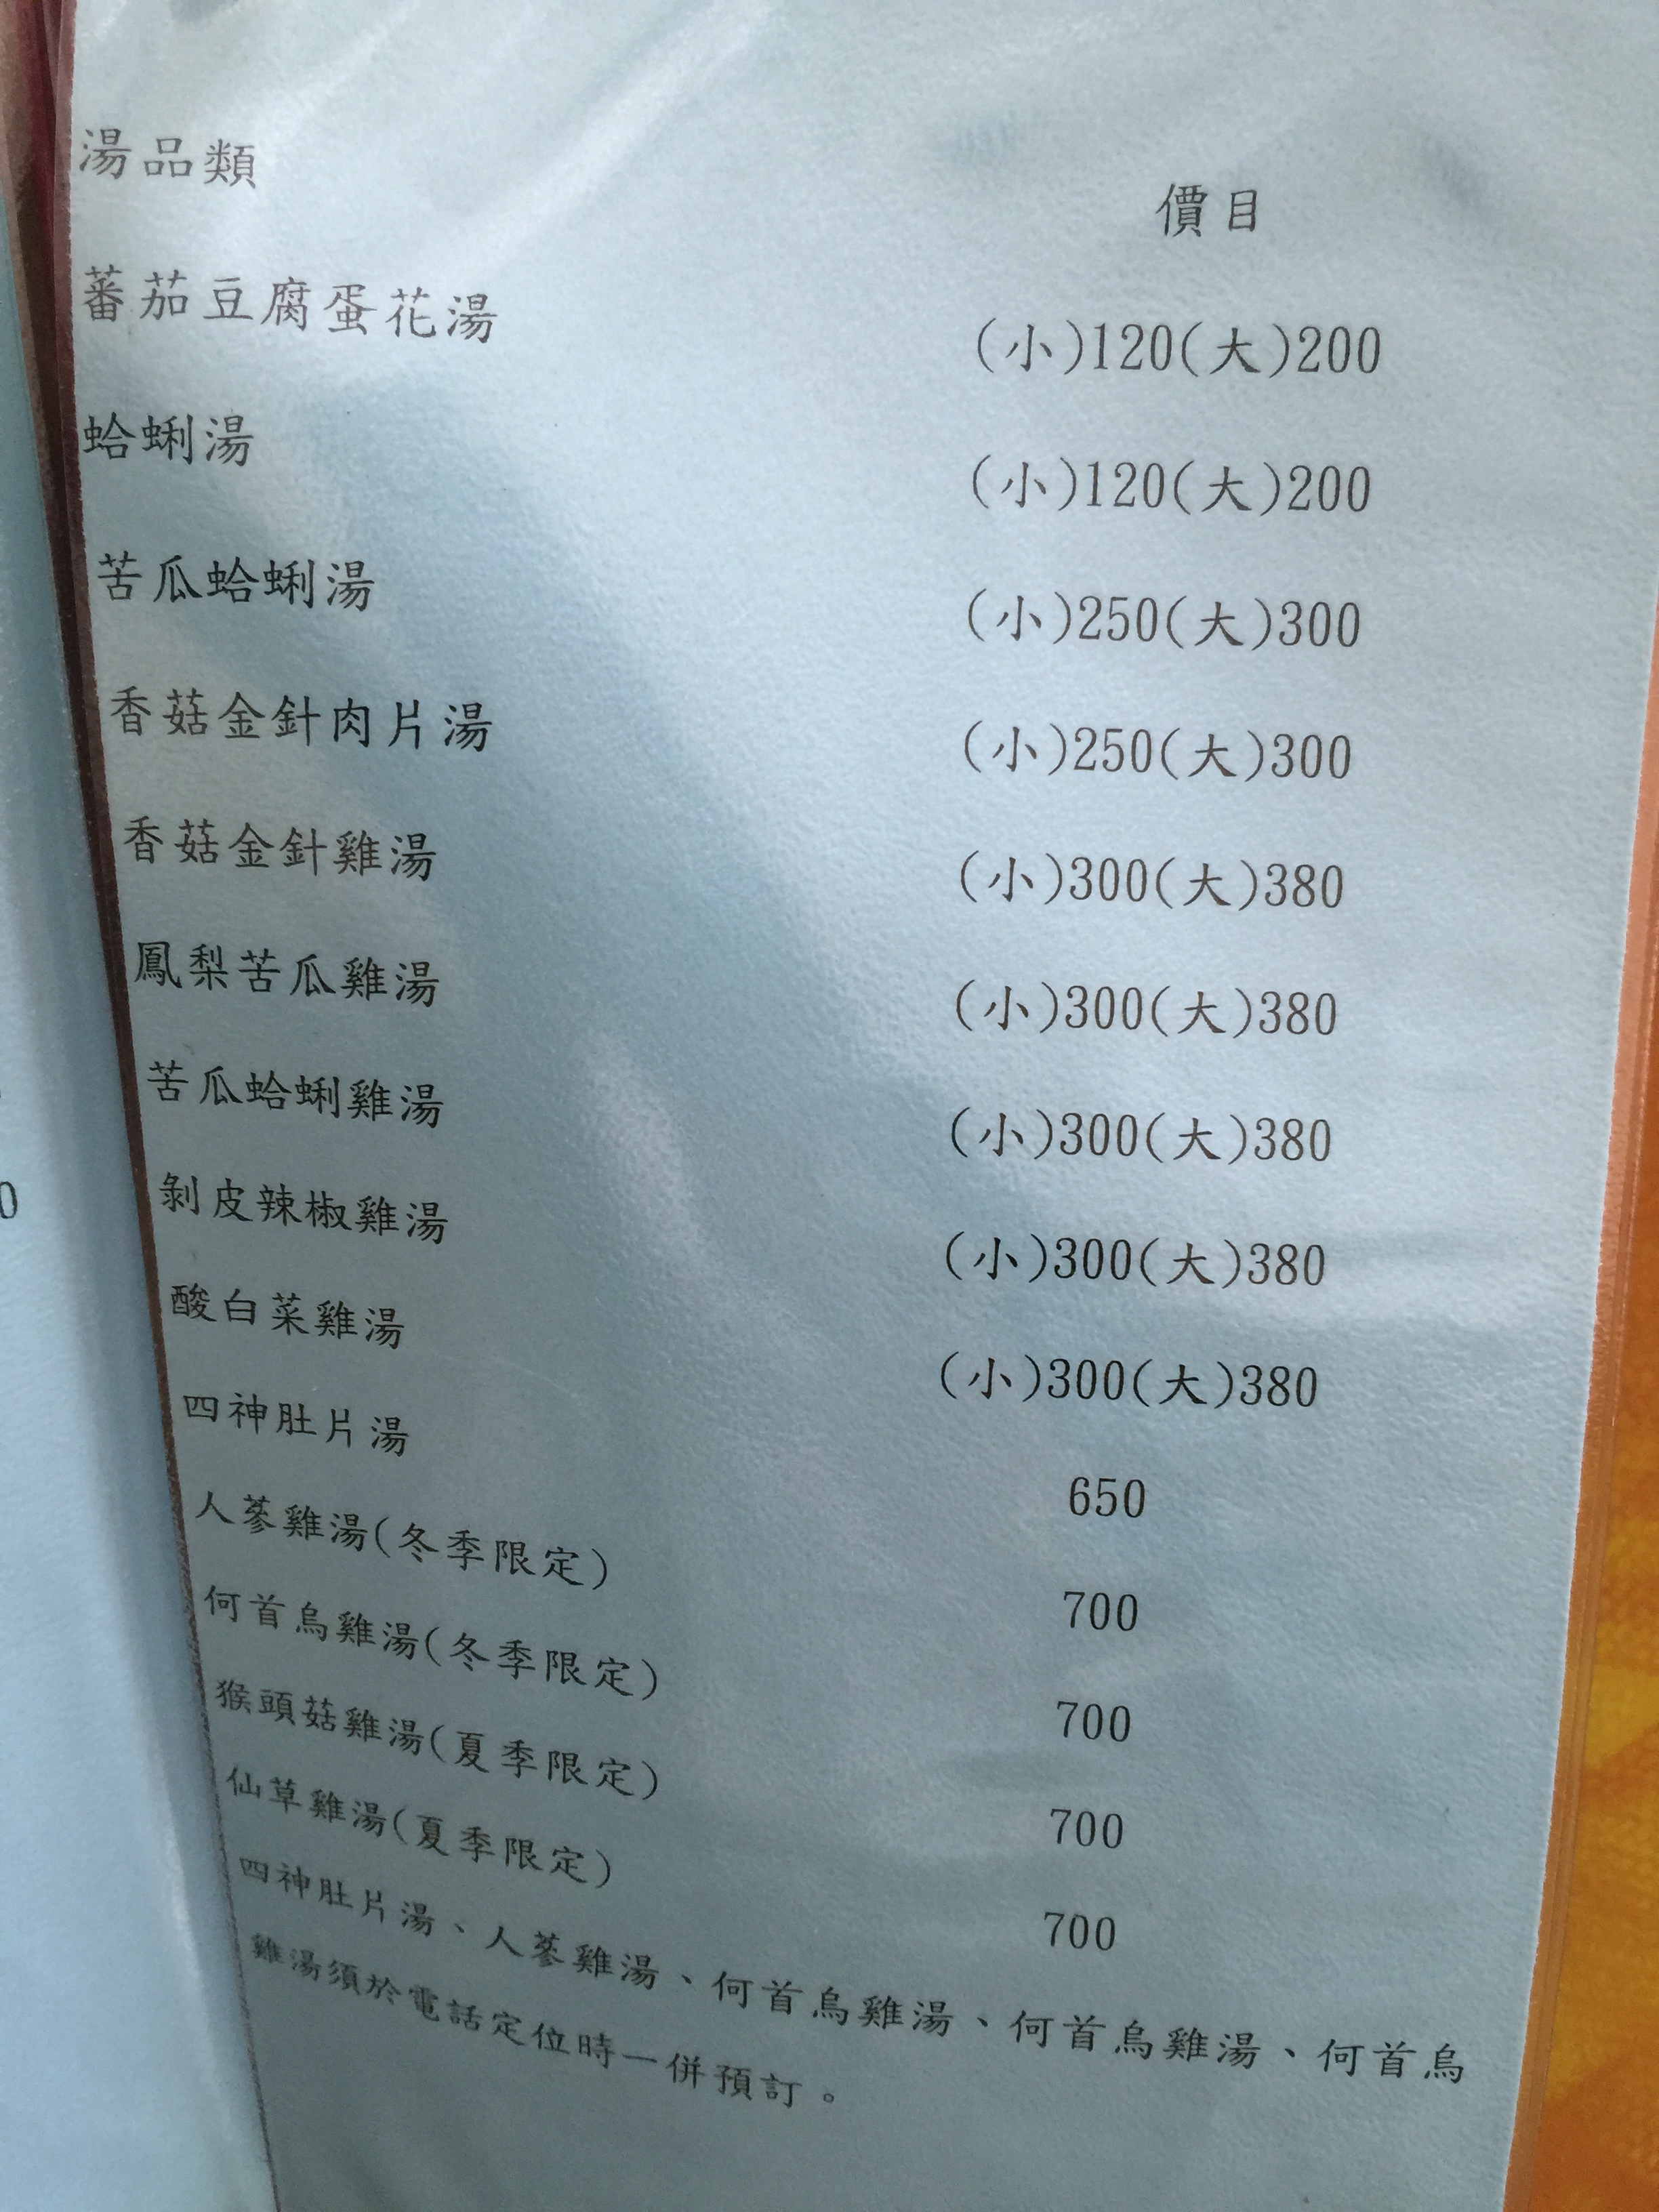 湯品類 價目
蕃茄豆腐蛋花湯 (小)120(大)200
蛤蜊湯 (小)120(大)200
苦瓜蛤蜊湯 (小)250(大)300
香菇金針肉片湯 (小)250(大)300
香菇金針雞湯 (小)300(大)380
鳳梨苦瓜雞湯 (小)300(大)380
苦瓜蛤蜊雞湯 (小)300(大)380
剝皮辣椒雞湯 (小)300(大)380
酸白菜雞湯 (小)300(大)380
四神肚片湯 650
人蔘雞湯(冬季限定) 700
何首烏雞湯(冬季限定) 700
猴頭菇雞湯(夏季限定) 700
仙草雞湯(夏季限定) 700
四神肚片湯、人蔘雞湯、何首烏雞湯、何首烏雞湯、何首烏
雞湯須於電話定位時一併預訂。
0